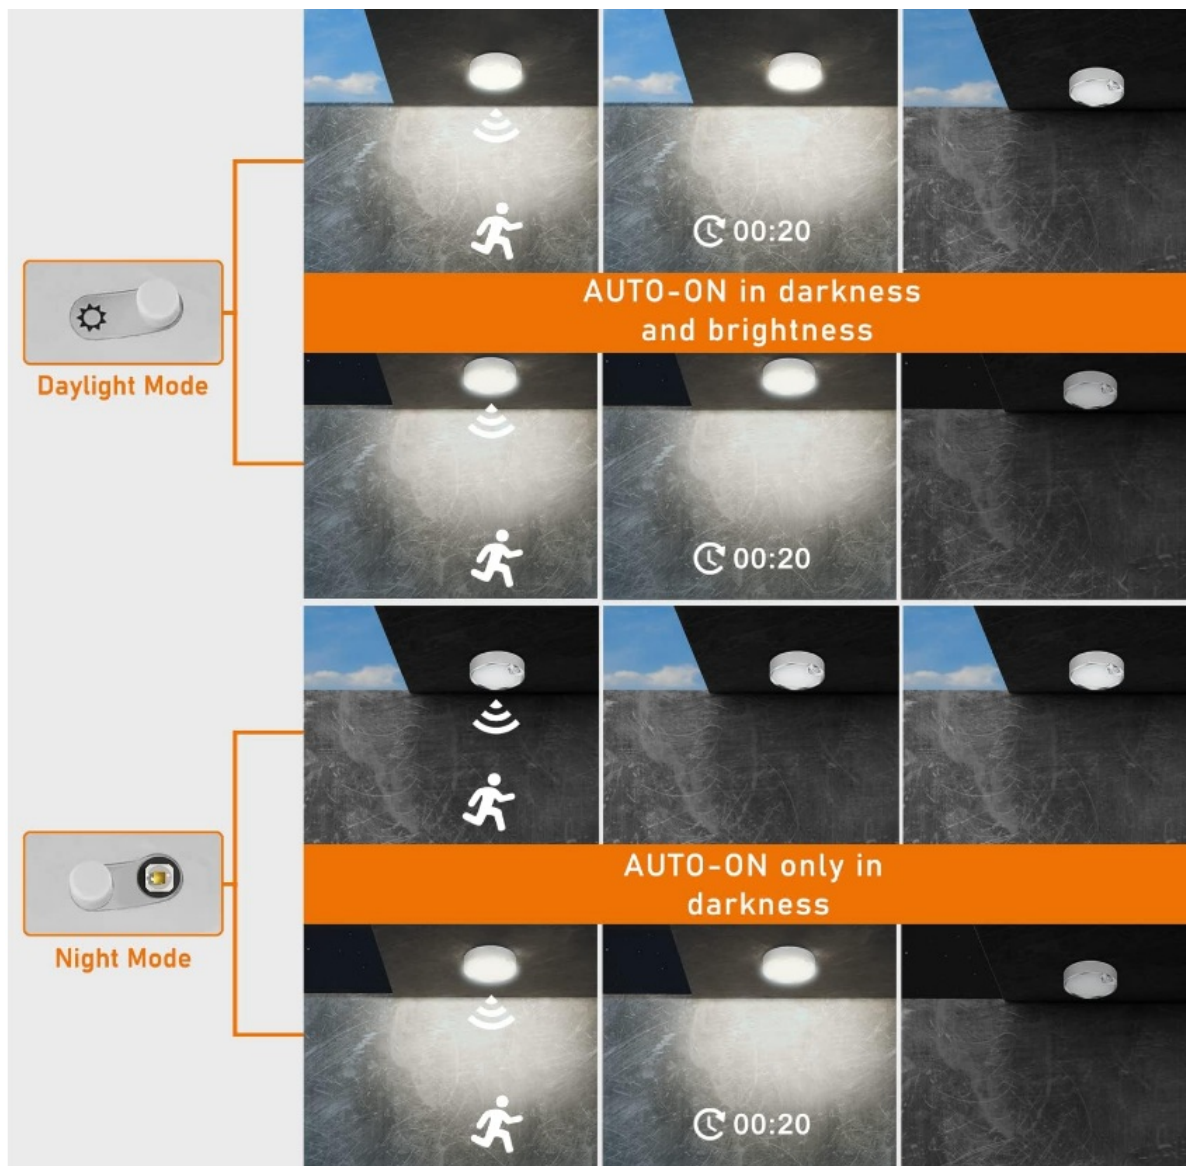 00:20
AUTO-ON in darkness
and brightness
Daylight Mode
00:20
AUTO-ON only in
darkness
Night Mode
00:20